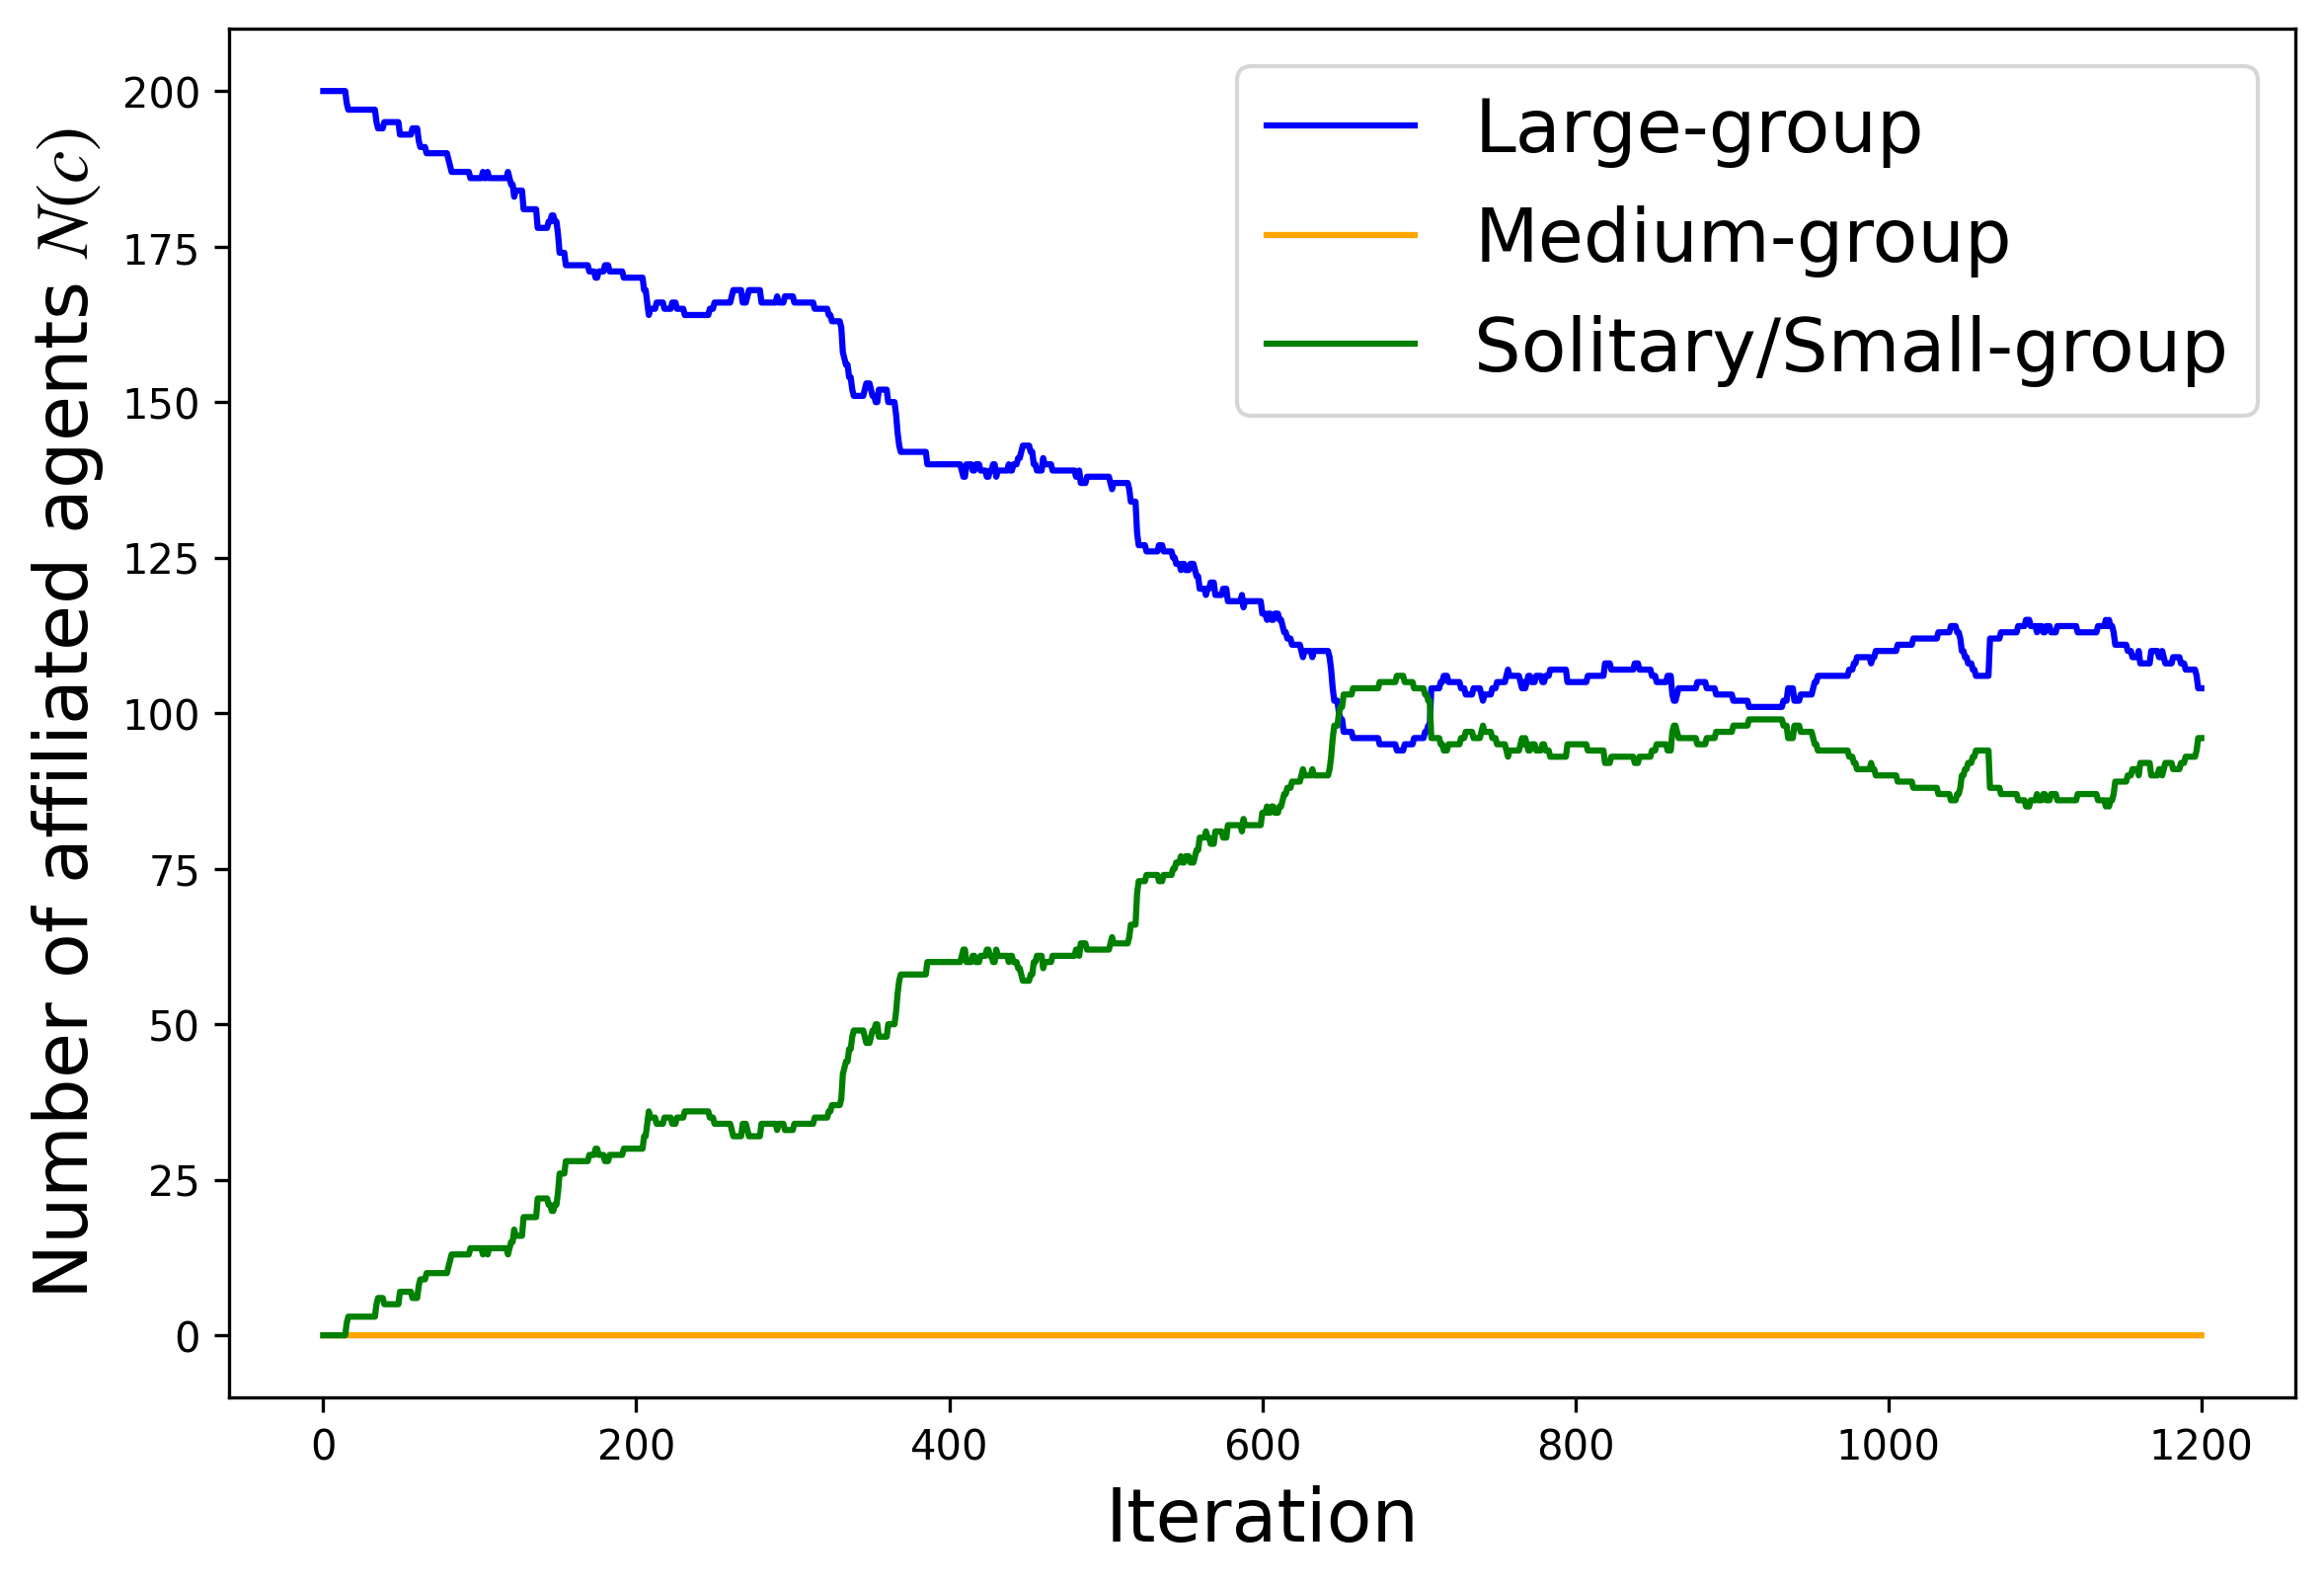 Number of affiliated agents N(c)
200
175
150
125
100
75
50
25
0
Large-group
Medium-group
Solitary/Small-group
0 200 400 600 800 1000 1200
Iteration